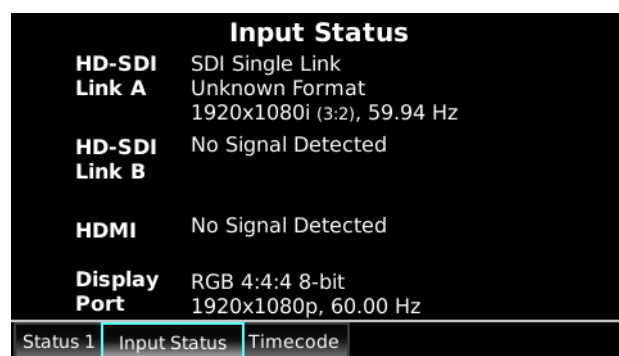 Input Status
HD-SDI SDI Single Link
Link A Unknown Format
1920x1080i (3:2), 59.94 Hz
HD-SDI No Signal Detected
Link B
HDMI No Signal Detected
Display RGB 4:4:4 8-bit
Port 1920x1080p, 60.00 Hz
Status 1 Input Status Timecode